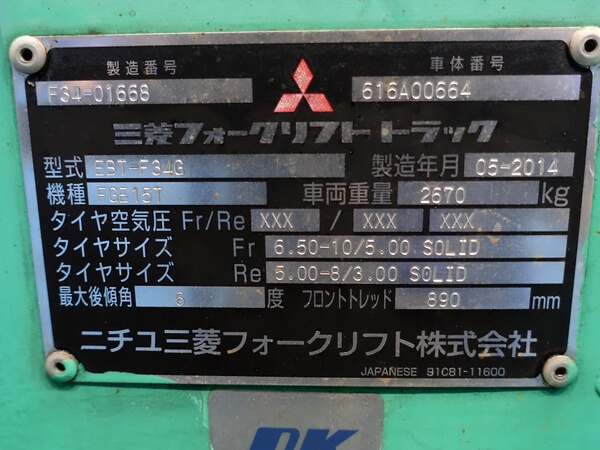 製造番号 車体番号
F34-01668 616A00664
三菱フォークリフトトラック
型式 EBT-F34G 製造年月 05-2014
機種 FGE15T 車両重量 2670 kg
タイヤ空気圧 Fr/Re XXX / XXX XXX
タイヤサイズ Fr 6.50-10/5.00 SOLID
タイヤサイズ Re 5.00-8/3.00 SOLID
最大後傾角 6 度 フロントトレッド 890 mm
ニチユ三菱フォークリフト株式会社
JAPANESE 91C81-11600